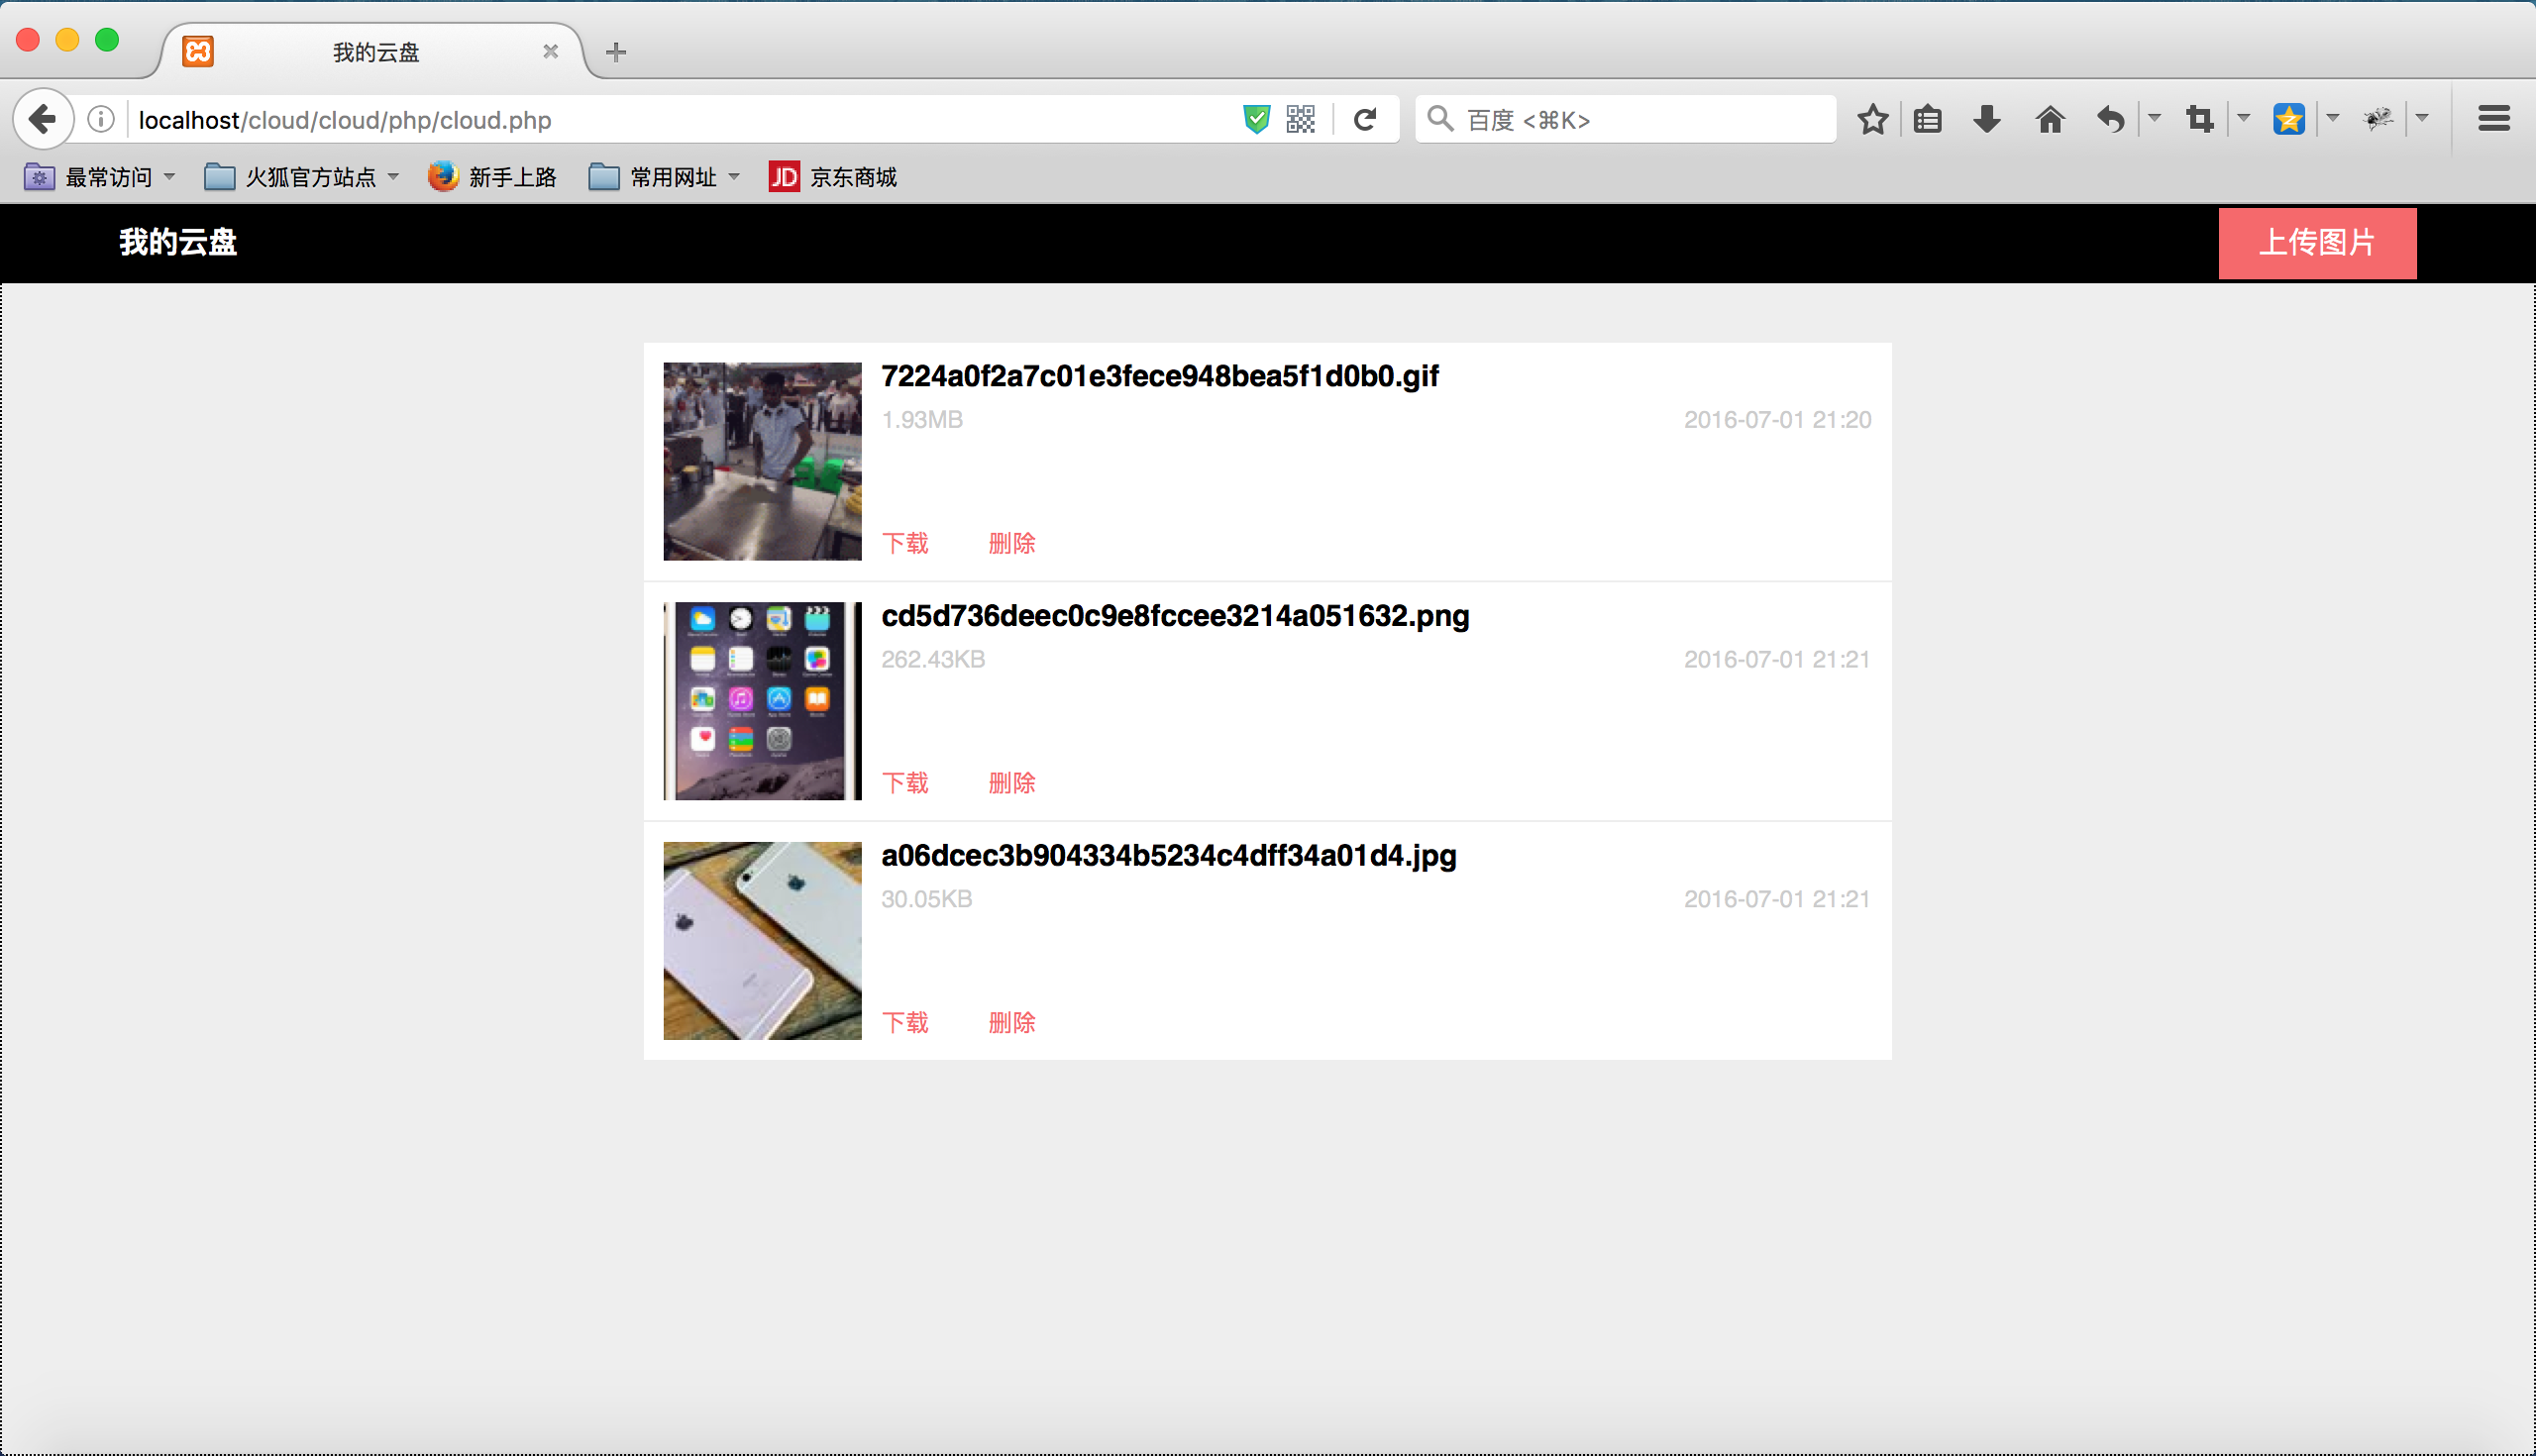 我的云盘
localhost/cloud/cloud/php/cloud.php
百度 <⌘K>
最常访问 火狐官方站点 新手上路 常用网址 JD 京东商城
我的云盘 上传图片
7224a0f2a7c01e3fece948bea5f1d0b0.gif
1.93MB 2016-07-01 21:20
下载 删除
cd5d736deec0c9e8fccee3214a051632.png
262.43KB 2016-07-01 21:21
下载 删除
a06dcec3b904334b5234c4dff34a01d4.jpg
30.05KB 2016-07-01 21:21
下载 删除